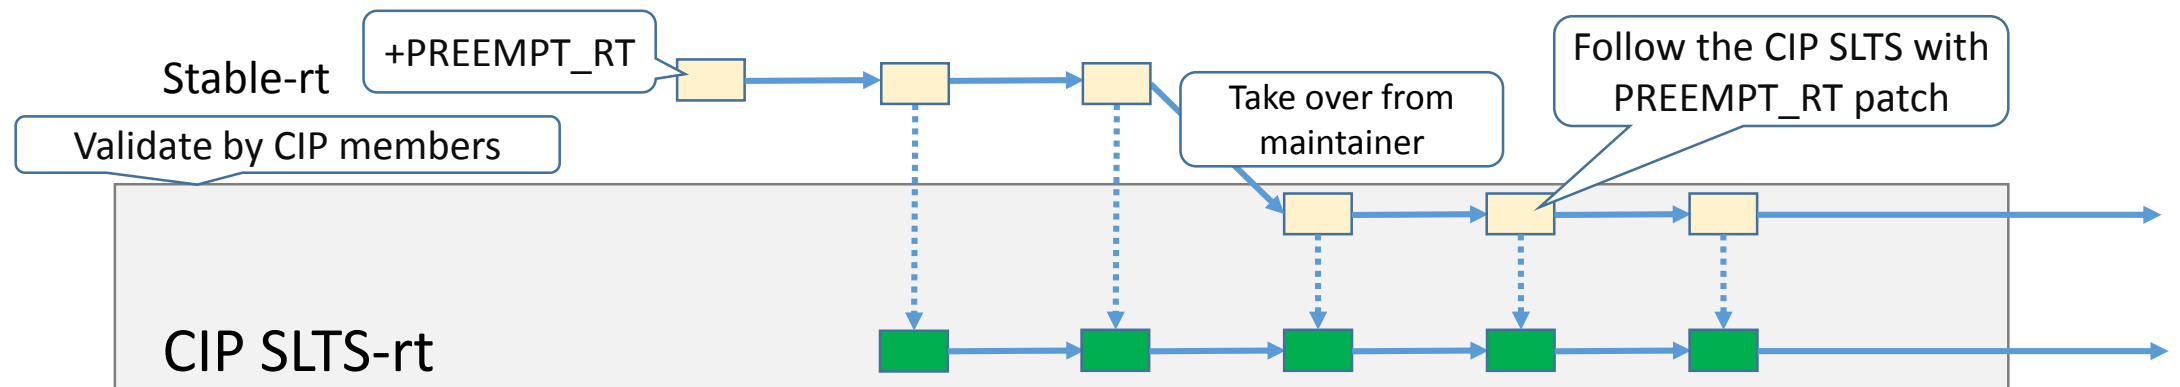 +PREEMPT_RT
Stable-rt
Validate by CIP members
Take over from
maintainer
Follow the CIP SLTS with
PREEMPT_RT patch
CIP SLTS-rt